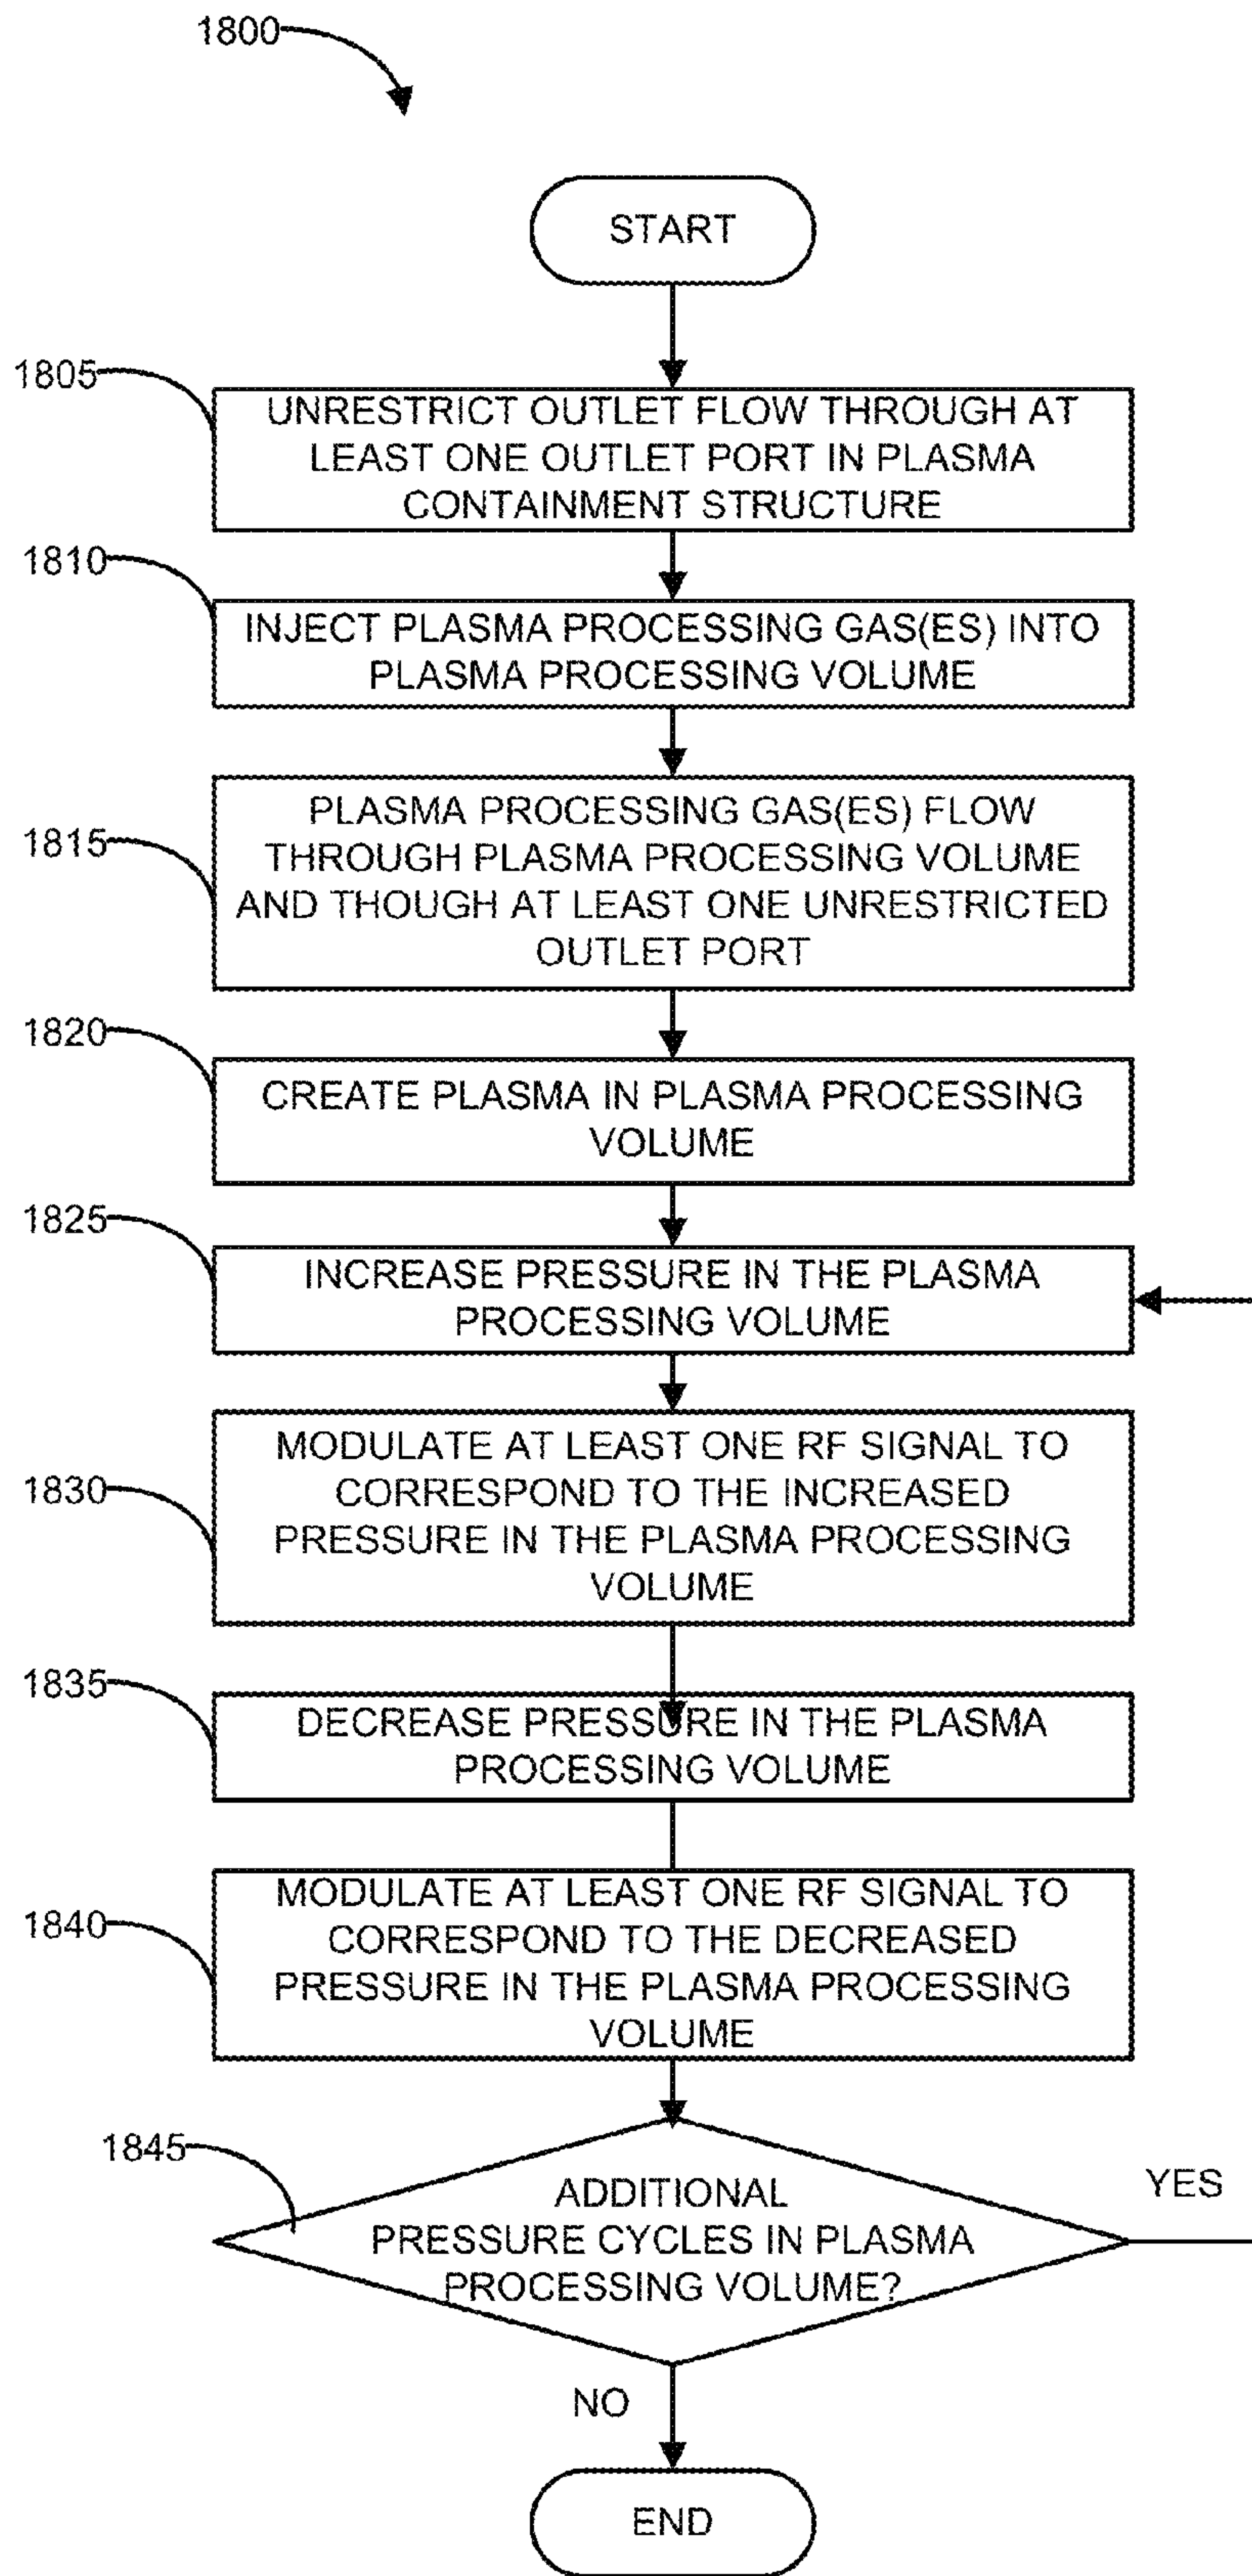 1800
START
1805
UNRESTRICT OUTLET FLOW THROUGH AT
LEAST ONE OUTLET PORT IN PLASMA
CONTAINMENT STRUCTURE
1810
INJECT PLASMA PROCESSING GAS(ES) INTO
PLASMA PROCESSING VOLUME
1815
PLASMA PROCESSING GAS(ES) FLOW
THROUGH PLASMA PROCESSING VOLUME
AND THOUGH AT LEAST ONE UNRESTRICTED
OUTLET PORT
1820
CREATE PLASMA IN PLASMA PROCESSING
VOLUME
1825
INCREASE PRESSURE IN THE PLASMA
PROCESSING VOLUME
1830
MODULATE AT LEAST ONE RF SIGNAL TO
CORRESPOND TO THE INCREASED
PRESSURE IN THE PLASMA PROCESSING
VOLUME
1835
DECREASE PRESSURE IN THE PLASMA
PROCESSING VOLUME
1840
MODULATE AT LEAST ONE RF SIGNAL TO
CORRESPOND TO THE DECREASED
PRESSURE IN THE PLASMA PROCESSING
VOLUME
1845
ADDITIONAL
PRESSURE CYCLES IN PLASMA
PROCESSING VOLUME?
YES
NO
END